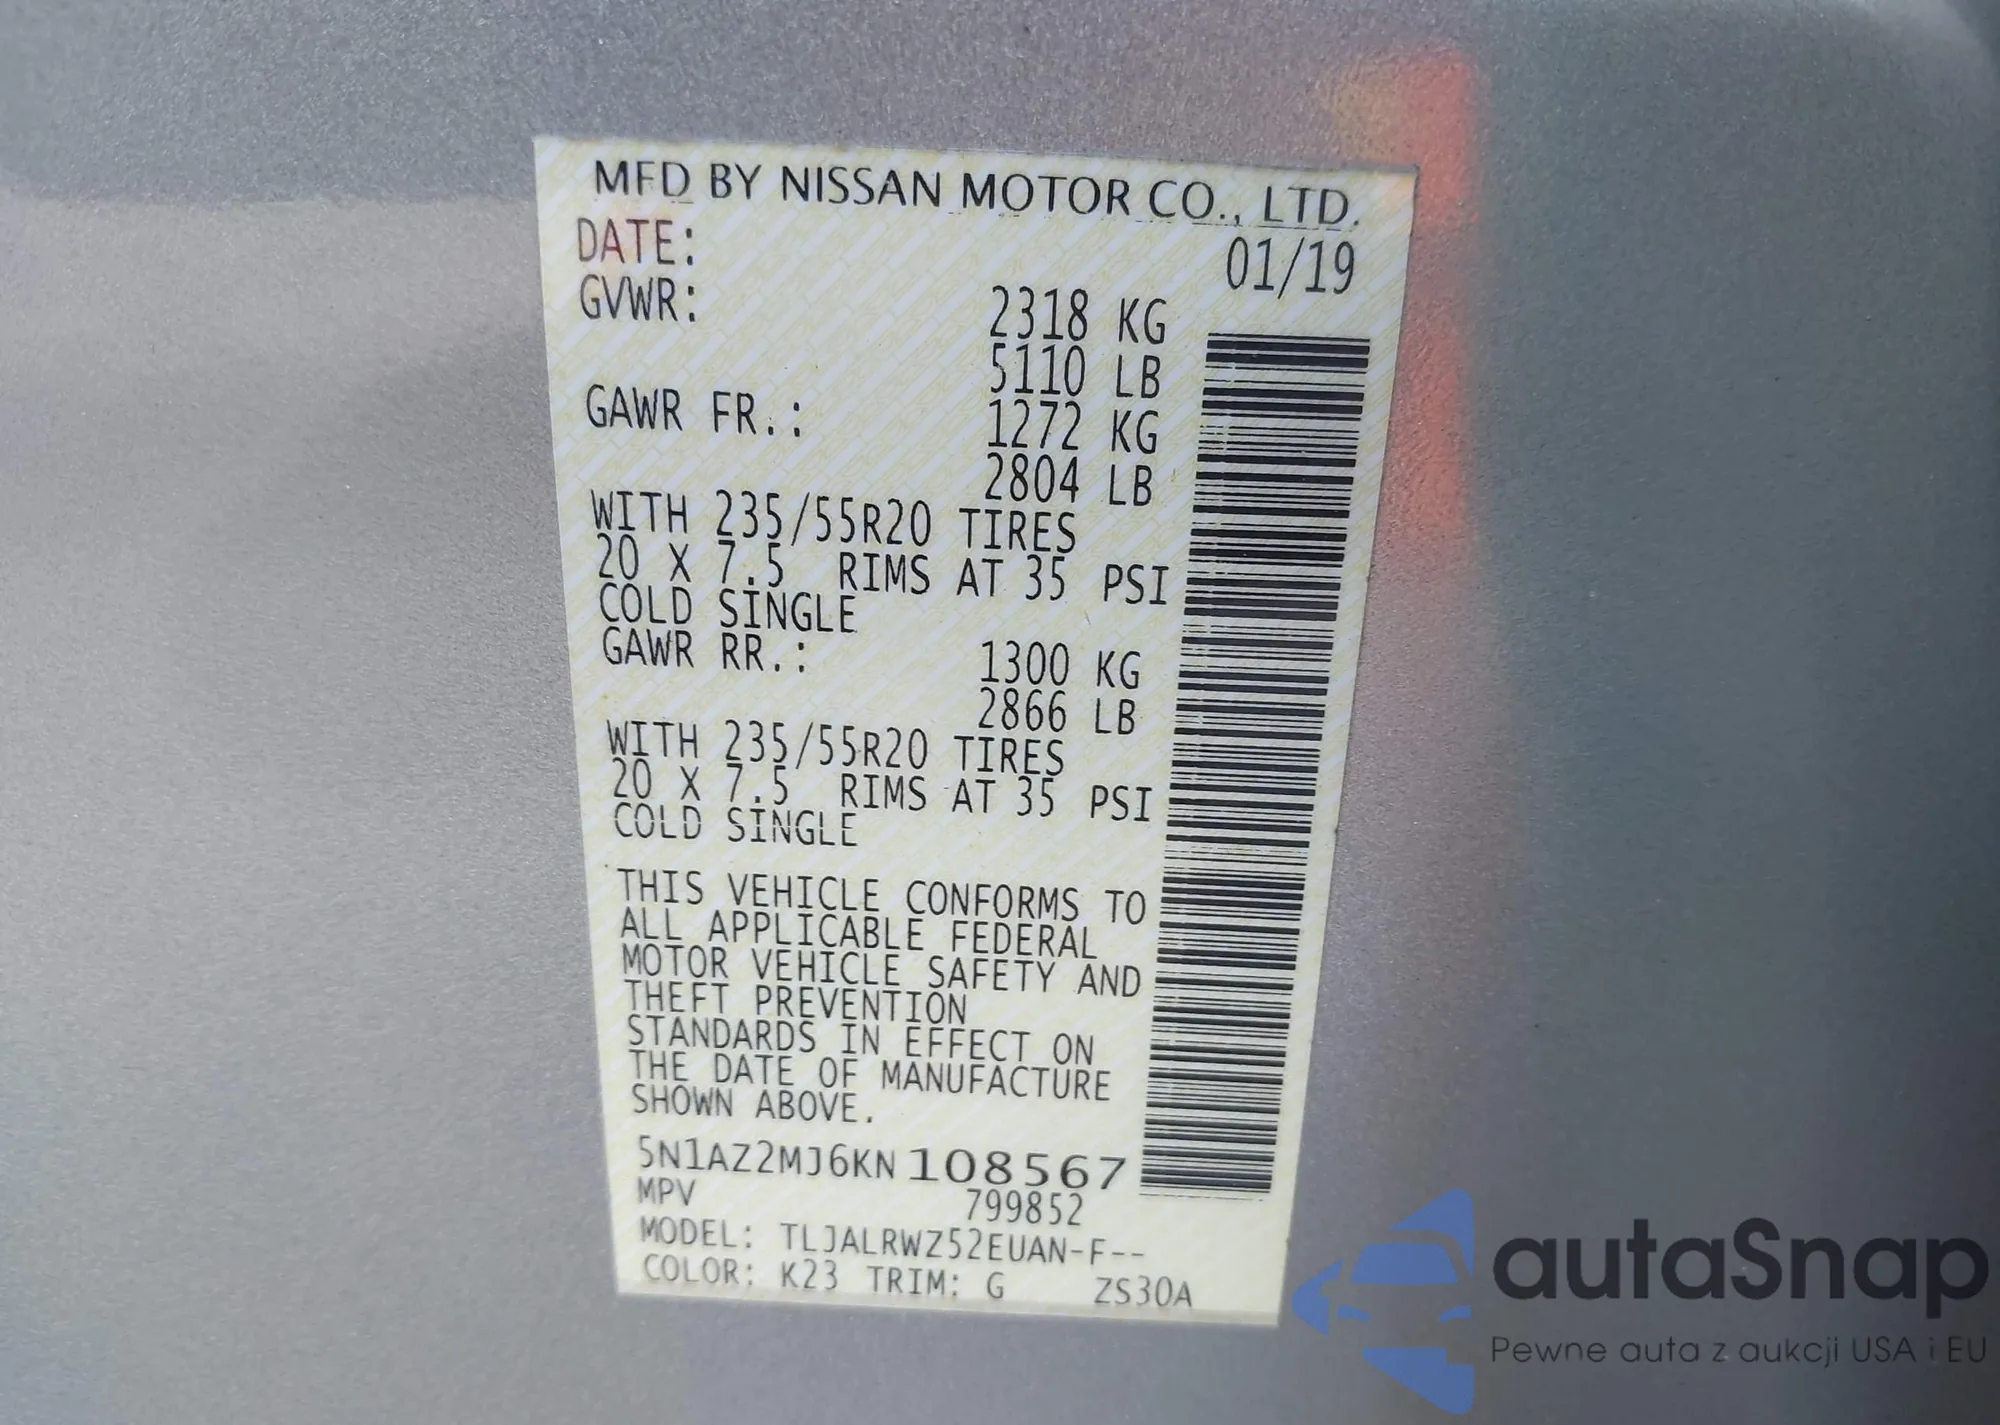 MFD BY NISSAN MOTOR CO., LTD.
DATE: 01/19
GVWR: 2318 KG
5110 LB
GAWR FR.: 1272 KG
2804 LB
WITH 235/55R20 TIRES
20 X 7.5 RIMS AT 35 PSI
COLD SINGLE
GAWR RR.: 1300 KG
2866 LB
WITH 235/55R20 TIRES
20 X 7.5 RIMS AT 35 PSI
COLD SINGLE
THIS VEHICLE CONFORMS TO
ALL APPLICABLE FEDERAL
MOTOR VEHICLE SAFETY AND
THEFT PREVENTION
STANDARDS IN EFFECT ON
THE DATE OF MANUFACTURE
SHOWN ABOVE.
5N1AZ2MJ6KN108567
MPV 799852
MODEL: TLJALRWZ52EUAN-F--
COLOR: K23 TRIM: G ZS30A
autaSnap
Pewne auta z aukcji USA i EU